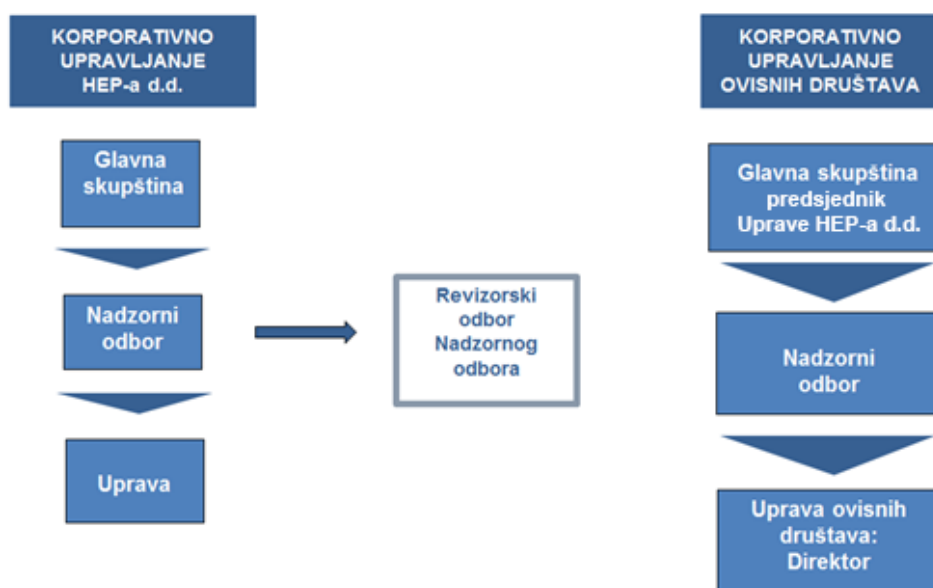 KORPORATIVNO
UPRAVLJANJE
HEP-a d.d.
Glavna
skupština
Nadzorni
odbor
Uprava
Revizorski
odbor
Nadzornog
odbora
KORPORATIVNO
UPRAVLJANJE
OVISNIH DRUŠTAVA
Glavna skupština
predsjednik
Uprave HEP-a d.d.
Nadzorni
odbor
Uprava ovisnih
društava:
Direktor